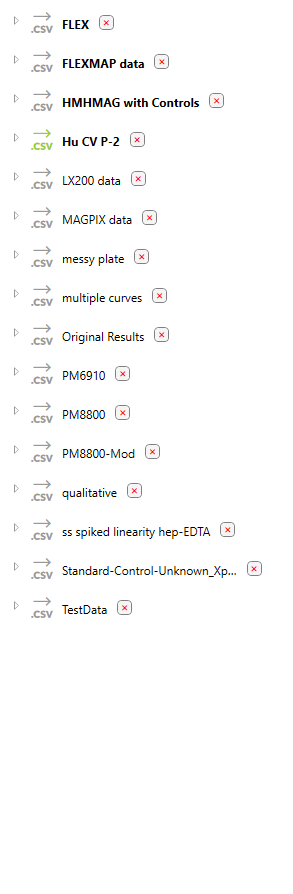 .CSV FLEX
.CSV FLEXMAP data
.CSV HMHMAG with Controls
.CSV Hu CV P-2
.CSV LX200 data
.CSV MAGPIX data
.CSV messy plate
.CSV multiple curves
.CSV Original Results
.CSV PM6910
.CSV PM8800
.CSV PM8800-Mod
.CSV qualitative
.CSV ss spiked linearity hep-EDTA
.CSV Standard-Control-Unknown_Xp...
.CSV TestData